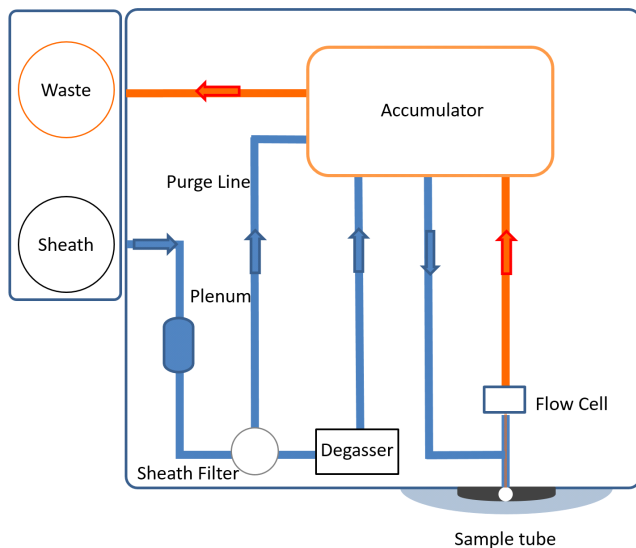 Waste
Accumulator
Purge Line
Sheath
Plenum
Flow Cell
Degasser
Sheath Filter
Sample tube